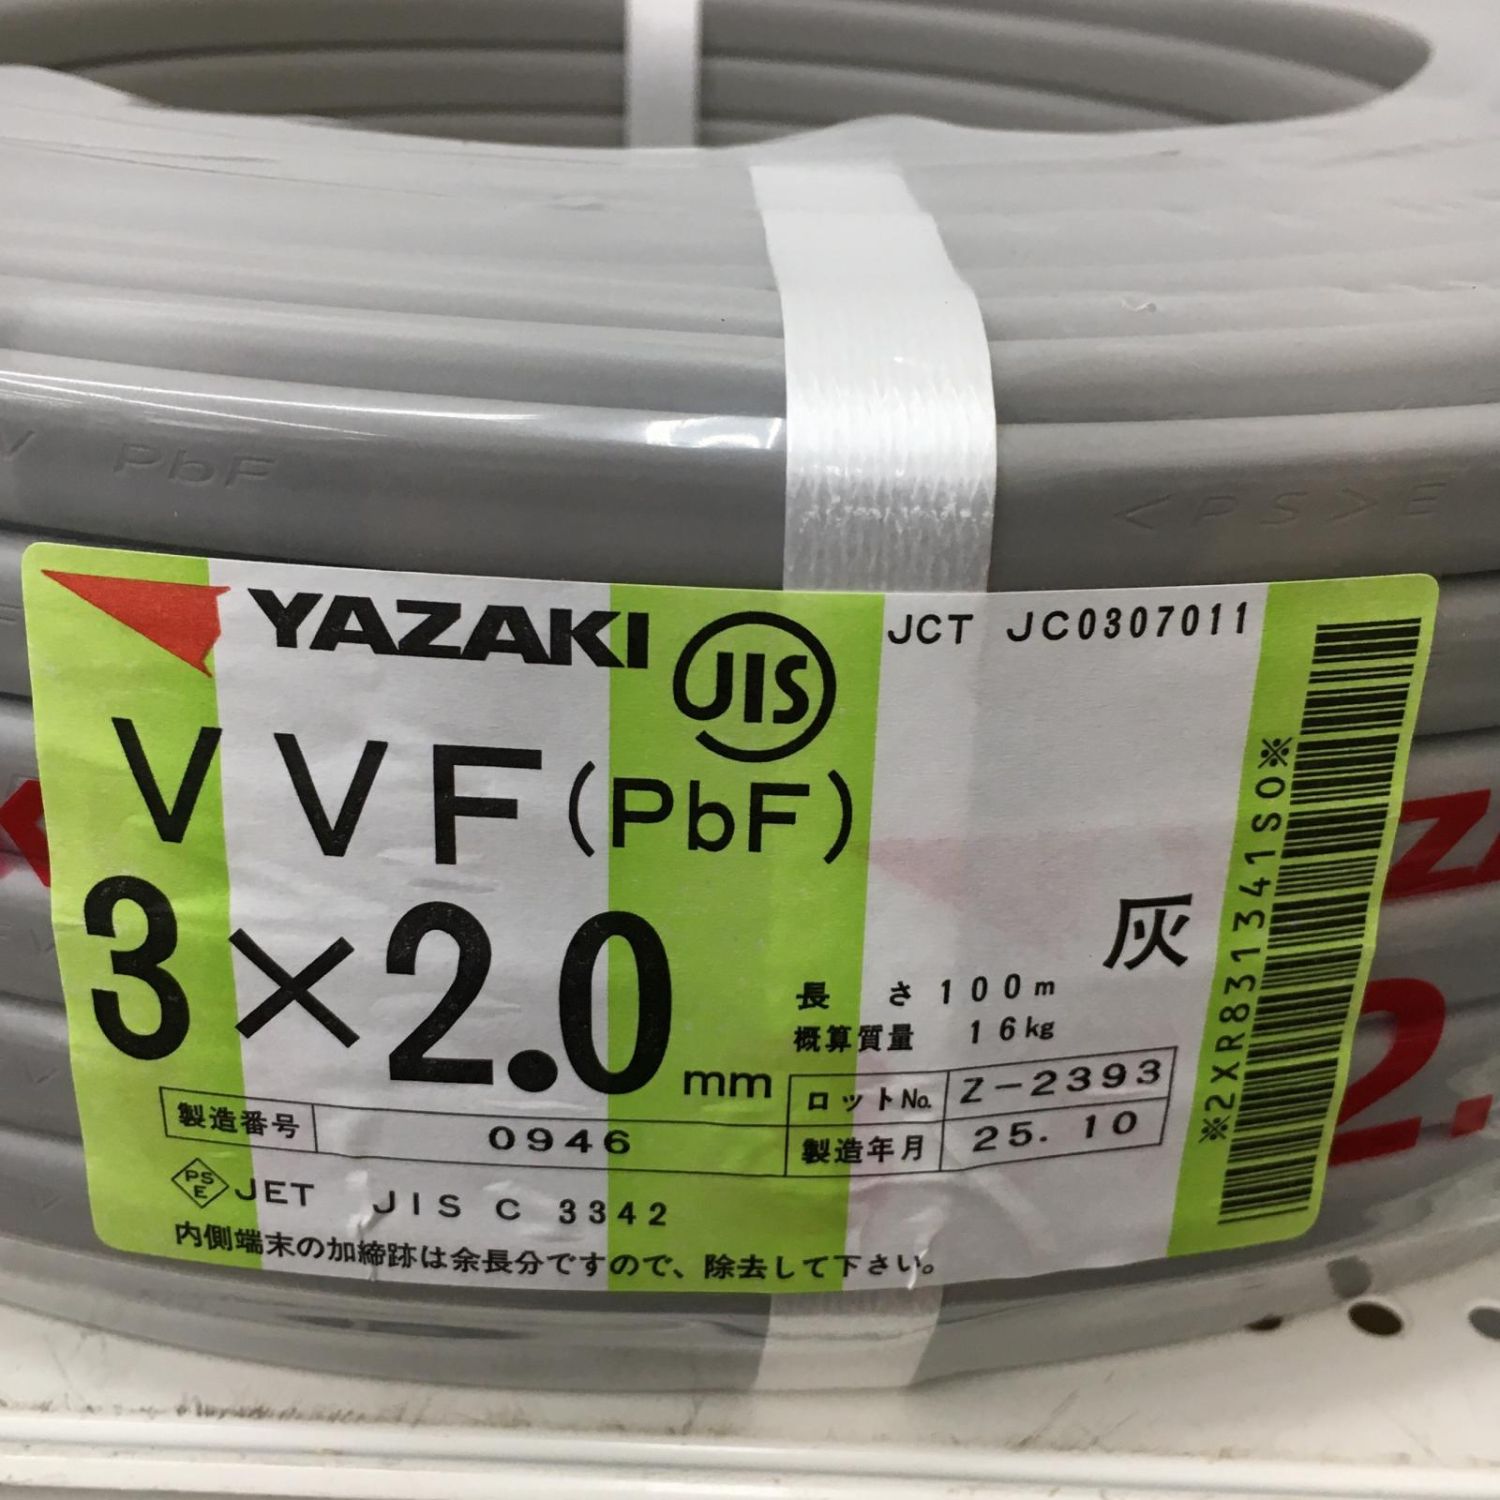 PbF
<PS>E
YAZAKI
JIS
JCT JC0307011
VVF(PbF)
3×2.0mm
灰
長さ 100m
概算質量 16kg
ロットNo. Z-2393
製造番号 0946
製造年月 25.10
PSE JET JIS C 3342
内側端末の加締跡は余長分ですので、除去して下さい。
※2XR831341S0※
ZA
2.